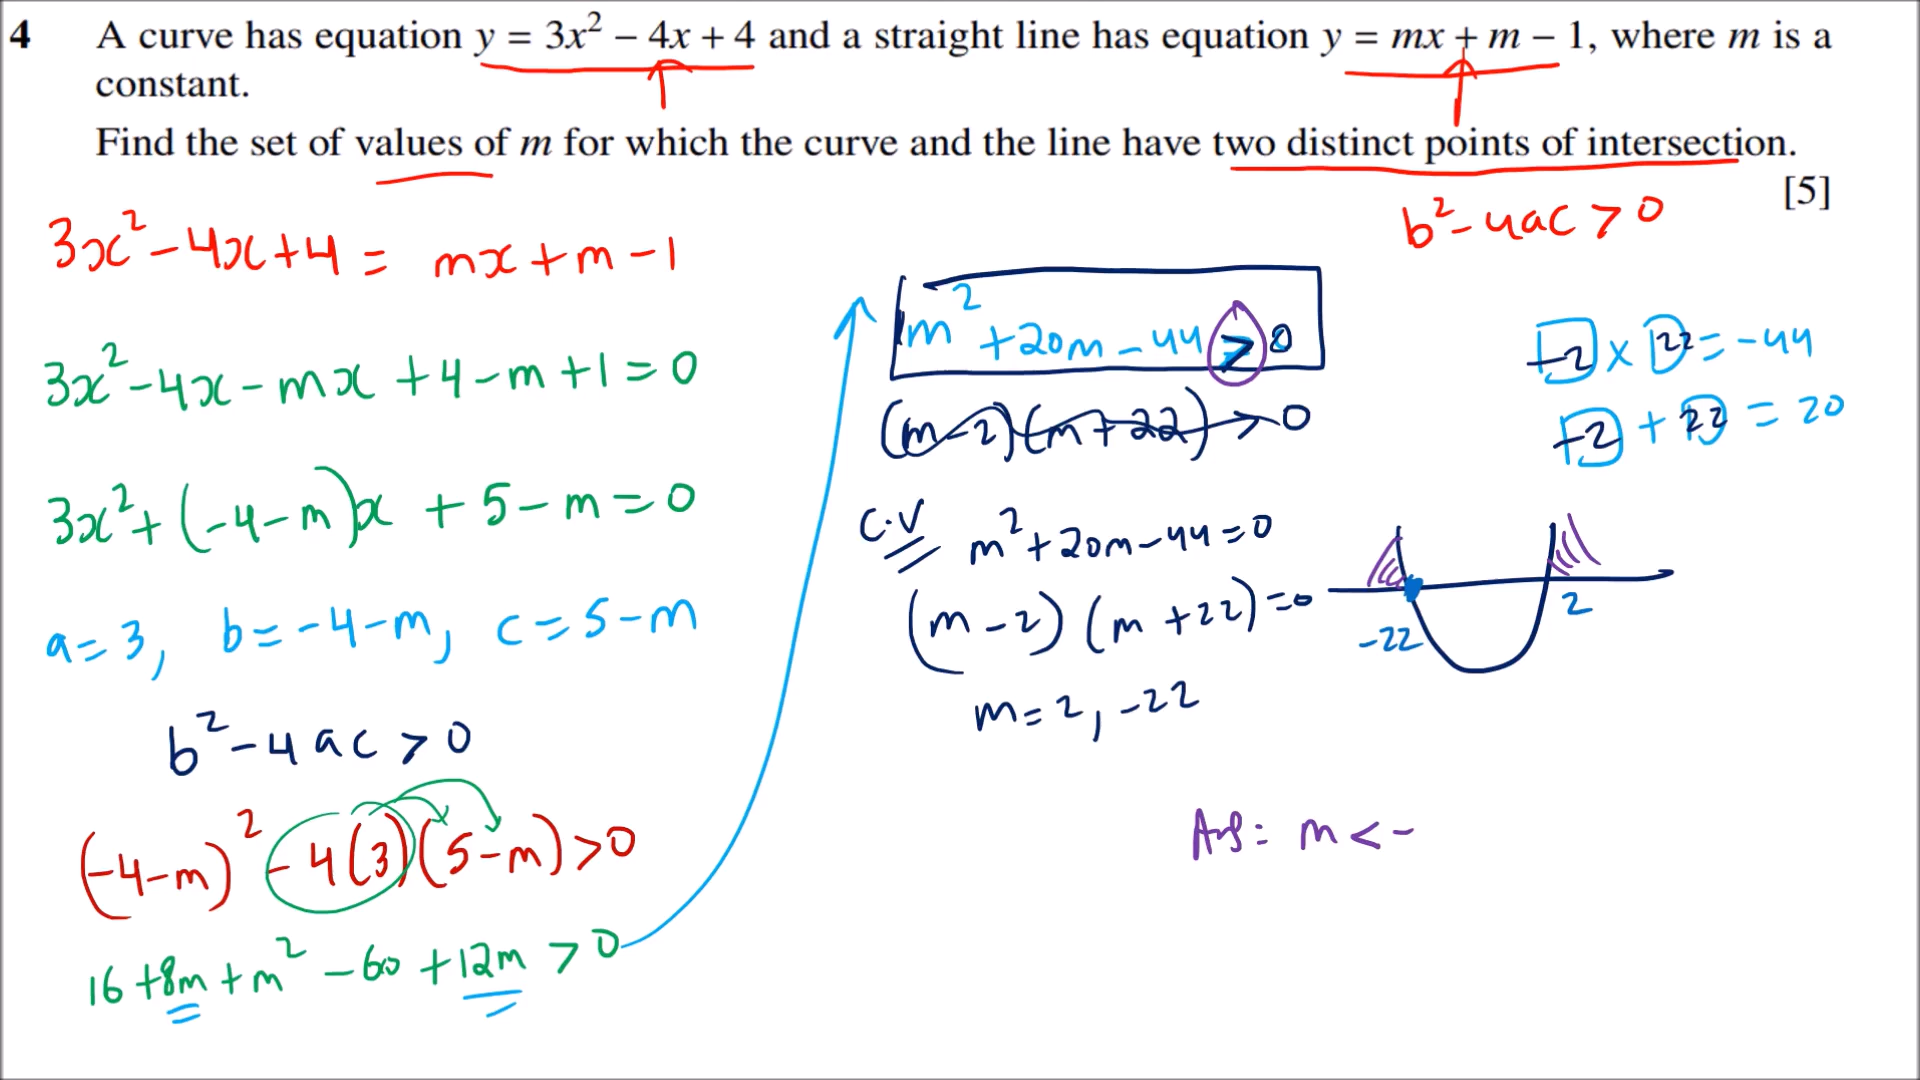 4 A curve has equation y = 3x² − 4x + 4 and a straight line has equation y = mx + m − 1, where m is a
constant.
Find the set of values of m for which the curve and the line have two distinct points of intersection.
[5]
b² - 4ac > 0
3x² - 4x + 4 = mx + m - 1
3x² - 4x - mx + 4 - m + 1 = 0
3x² + (-4-m)x + 5 - m = 0
a = 3, b = -4-m, c = 5-m
b² - 4ac > 0
(-4-m)² - 4(3)(5-m) > 0
16 + 8m + m² - 60 + 12m > 0
m² + 20m - 44 > 0
(m-2)(m+22) > 0
C.V m² + 20m - 44 = 0
(m-2)(m+22) = 0
m = 2, -22
-2 x 22 = -44
-2 + 22 = 20
-22 2
Ans: m < -